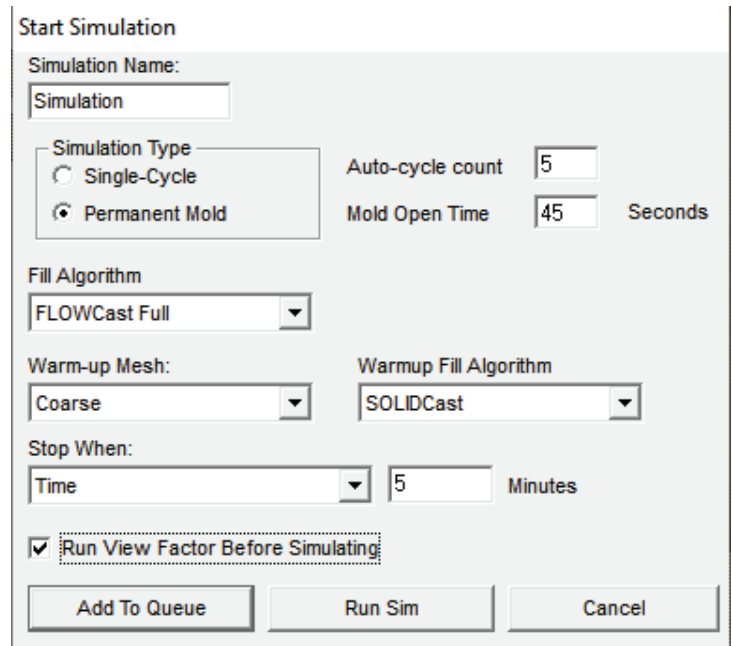 Start Simulation
Simulation Name:
Simulation
Simulation Type
Single-Cycle
Permanent Mold
Auto-cycle count 5
Mold Open Time 45 Seconds
Fill Algorithm
FLOWCast Full
Warm-up Mesh: Warmup Fill Algorithm
Coarse SOLIDCast
Stop When:
Time 5 Minutes
Run View Factor Before Simulating
Add To Queue Run Sim Cancel